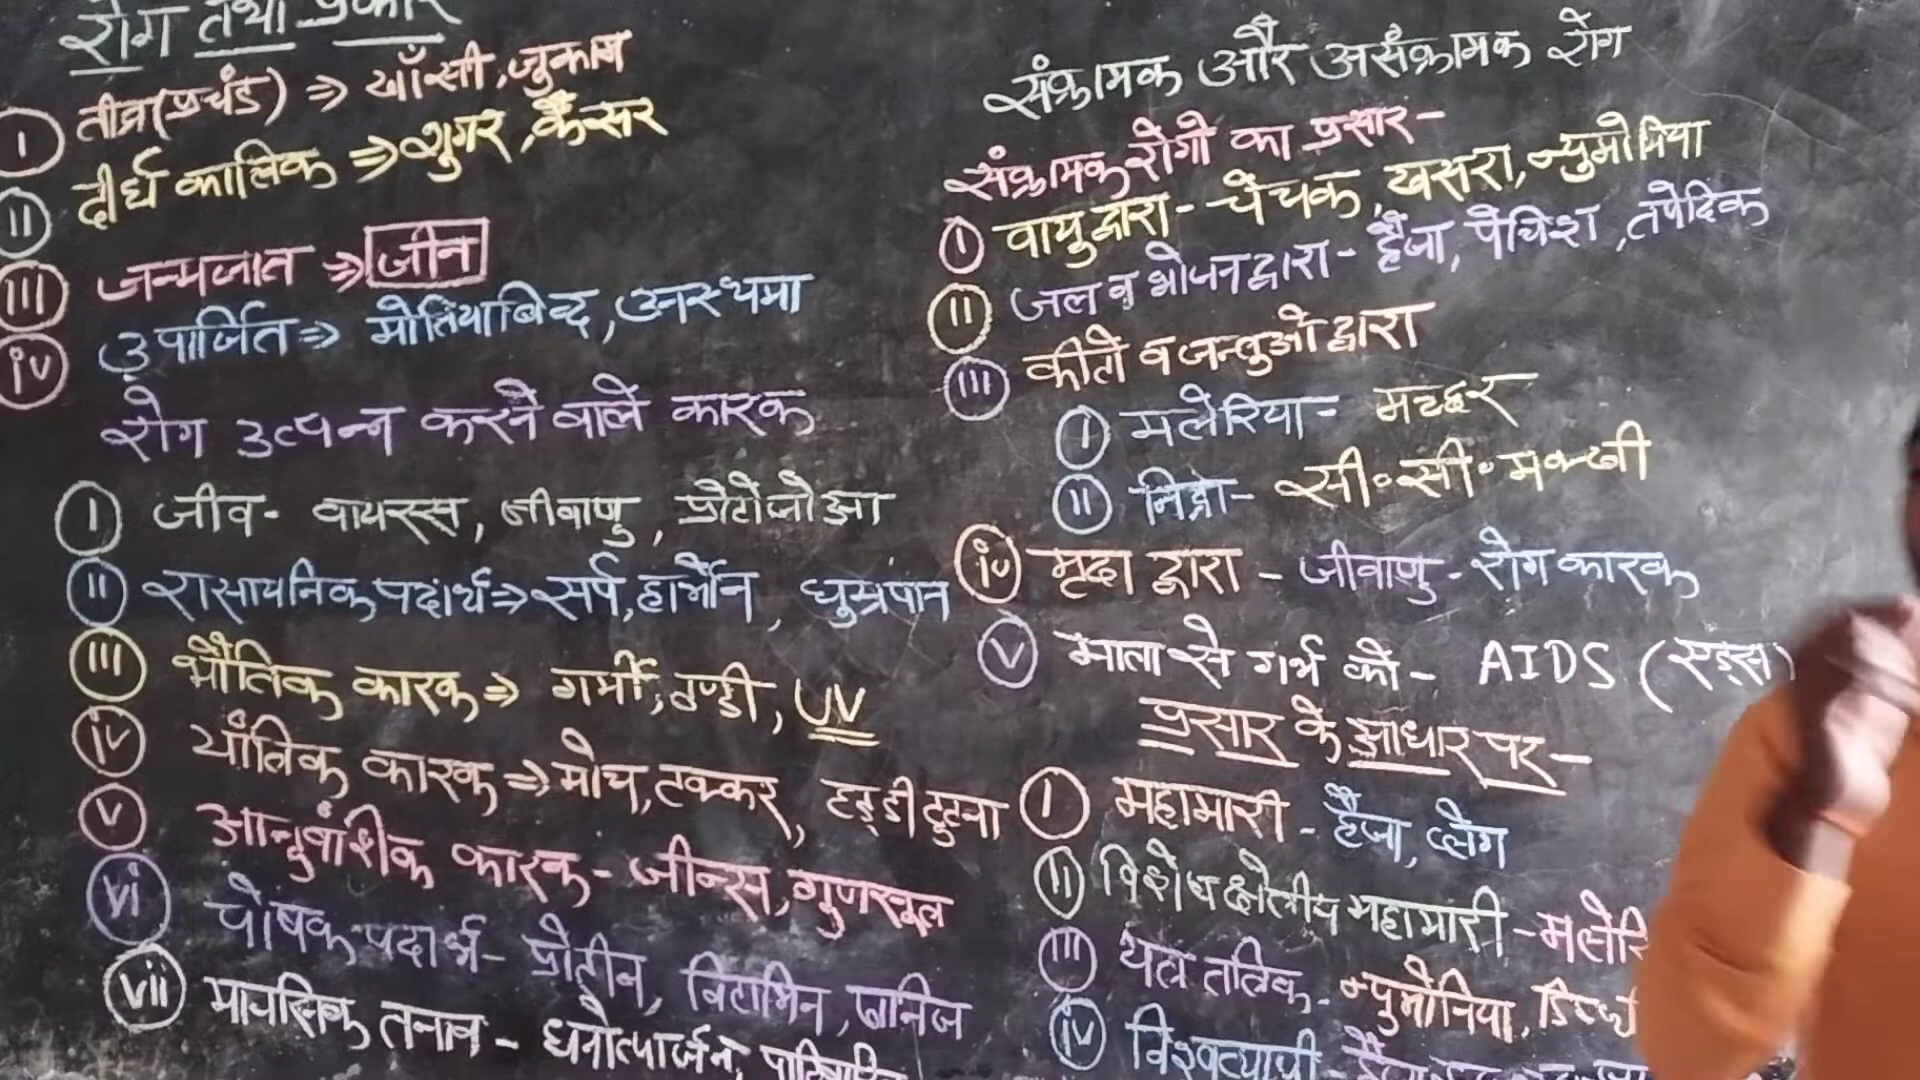 रोग तथा प्रकार
I तीव्र(प्रचंड) ⇒ खाँसी, जुकाम
II दीर्घ कालिक ⇒ शुगर, कैंसर
III जन्मजात ⇒ जीन
iv उपार्जित ⇒ मोतियाबिंद, अस्थमा
रोग उत्पन्न करने वाले कारक
I जीव - वायरस, जीवाणु, प्रोटोजोआ
II रासायनिक पदार्थ ⇒ सर्प, हार्मोन, धुम्रपान
III भौतिक कारक ⇒ गर्मी, ठण्डी, UV
iv यांत्रिक कारक ⇒ मोच, टक्कर, हड्डी टुटना
V आनुवांशिक कारक - जीन्स, गुणसूत्र
vi पोषक पदार्थ - प्रोटीन, विटामिन, खनिज
vii मानसिक तनाव - धनोत्पार्जन,
संक्रामक और असंक्रामक रोग
संक्रामक रोगो का प्रसार -
I वायु द्वारा - चेचक, खसरा, न्युमोनिया
II जल व भोजन द्वारा - हैजा, पेचिश, तपेदिक
III कीटो व जन्तुओ द्वारा
I मलेरिया - मच्छर
II निद्रा - सी॰सी॰ मक्खी
iv मृदा द्वारा - जीवाणु - रोग कारक
V माता से गर्भ को - AIDS (एड्स)
प्रसार के आधार पर -
I महामारी - हैजा, प्लेग
II विशेष क्षेत्रीय महामारी - मलेरि
III यत्र तत्रिक - न्युमोनिया,
iv विश्वव्यापी -